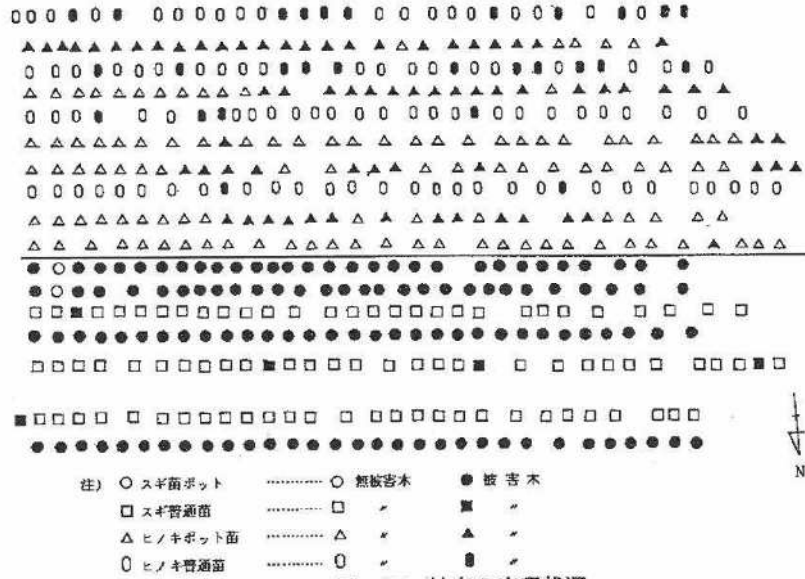 N
注) ○ スギ苗ポット ………… ○ 無被害木 ● 被害木
□ スギ普通苗 ………… □ 〃 ■ 〃
△ ヒノキポット苗 ………… △ 〃 ▲ 〃
0 ヒノキ普通苗 ………… 0 〃 〃